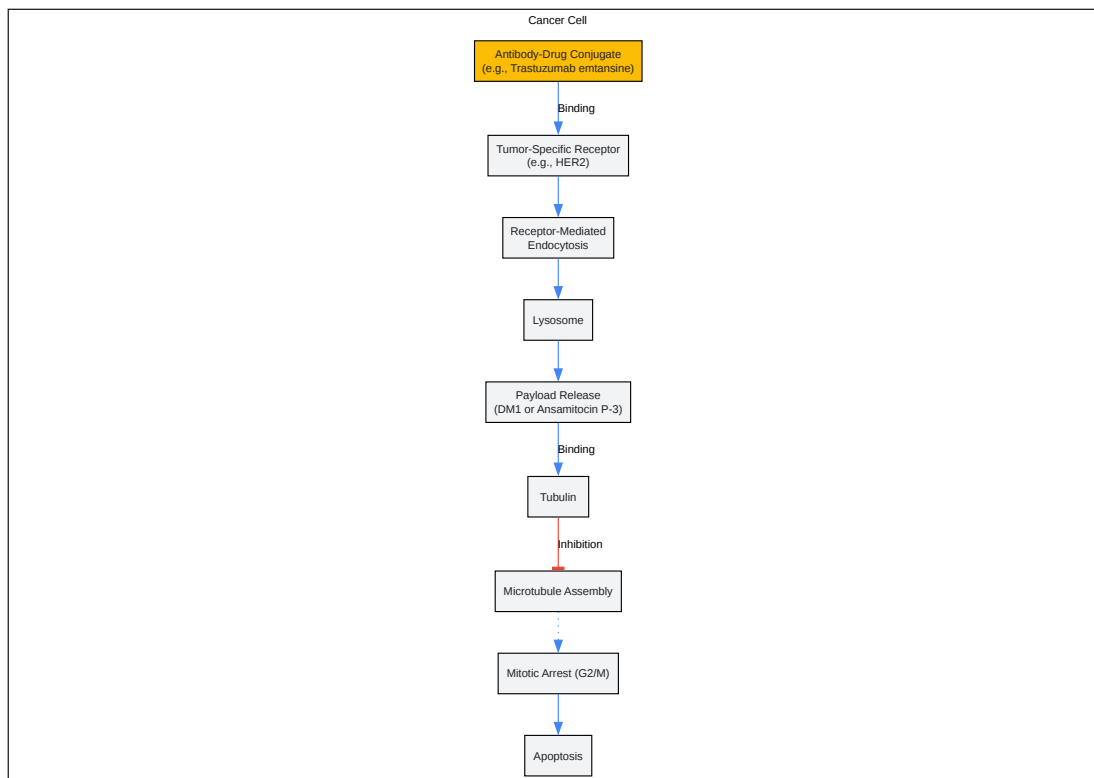 Cancer Cell
Antibody-Drug Conjugate
(e.g., Trastuzumab emtansine)
Binding
Tumor-Specific Receptor
(e.g., HER2)
Receptor-Mediated
Endocytosis
Lysosome
Payload Release
(DM1 or Ansamitocin P-3)
Binding
Tubulin
Inhibition
Microtubule Assembly
Mitotic Arrest (G2/M)
Apoptosis